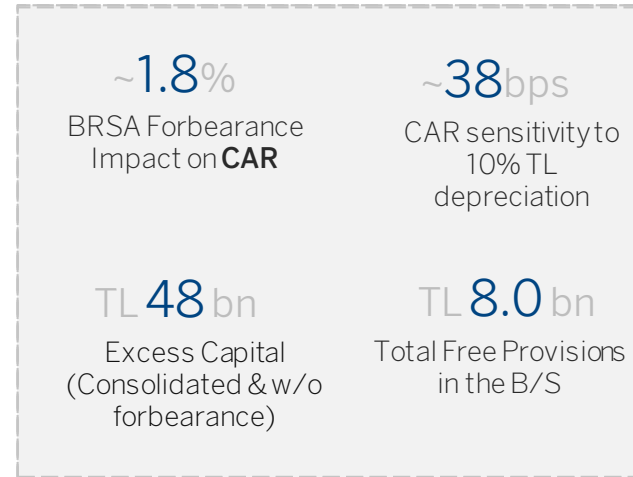 ~1.8%
BRSA Forbearance
Impact on CAR
~38bps
CAR sensitivity to
10% TL
depreciation
TL 48 bn
Excess Capital
(Consolidated & w/o
forbearance)
TL 8.0 bn
Total Free Provisions
in the B/S